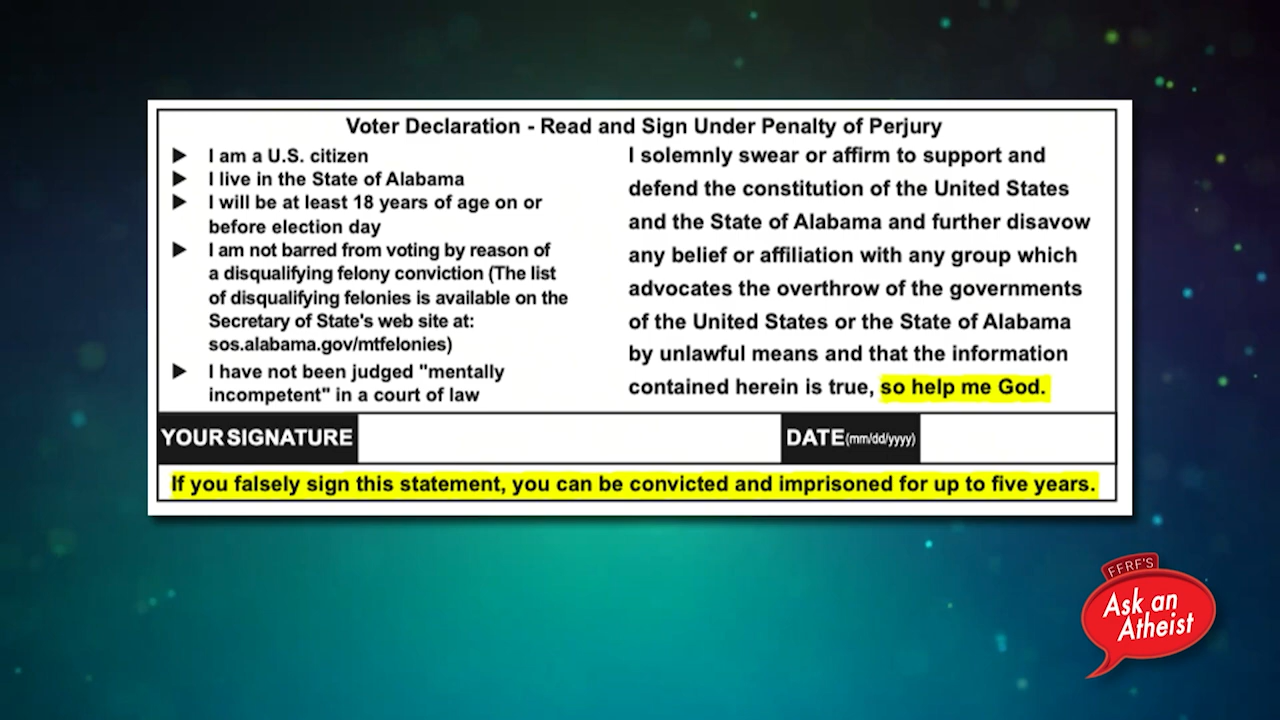 Voter Declaration - Read and Sign Under Penalty of Perjury
▶ I am a U.S. citizen
▶ I live in the State of Alabama
▶ I will be at least 18 years of age on or
before election day
▶ I am not barred from voting by reason of
a disqualifying felony conviction (The list
of disqualifying felonies is available on the
Secretary of State's web site at:
sos.alabama.gov/mtfelonies)
▶ I have not been judged "mentally
incompetent" in a court of law
I solemnly swear or affirm to support and
defend the constitution of the United States
and the State of Alabama and further disavow
any belief or affiliation with any group which
advocates the overthrow of the governments
of the United States or the State of Alabama
by unlawful means and that the information
contained herein is true, so help me God.
YOUR SIGNATURE
DATE (mm/dd/yyyy)
If you falsely sign this statement, you can be convicted and imprisoned for up to five years.
FFRF'S
Ask an
Atheist